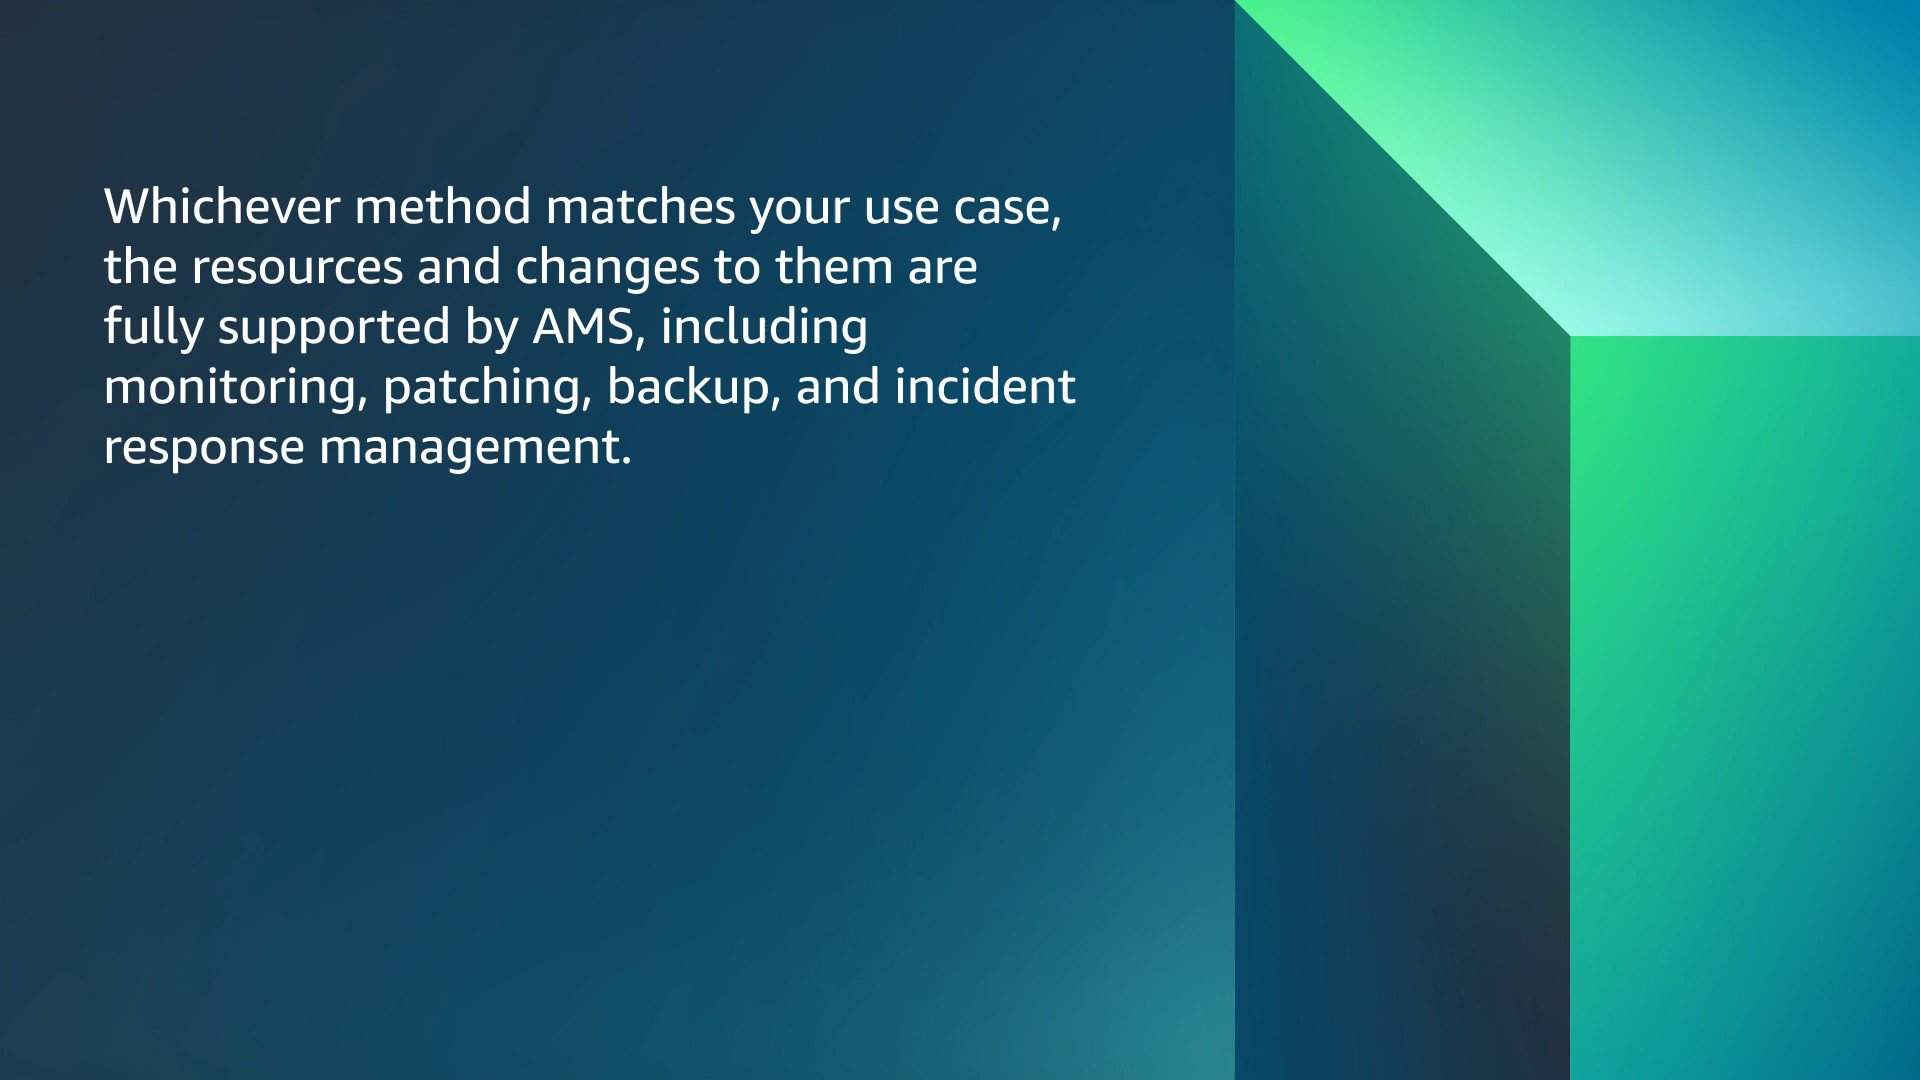 Whichever method matches your use case,
the resources and changes to them are
fully supported by AMS, including
monitoring, patching, backup, and incident
response management.